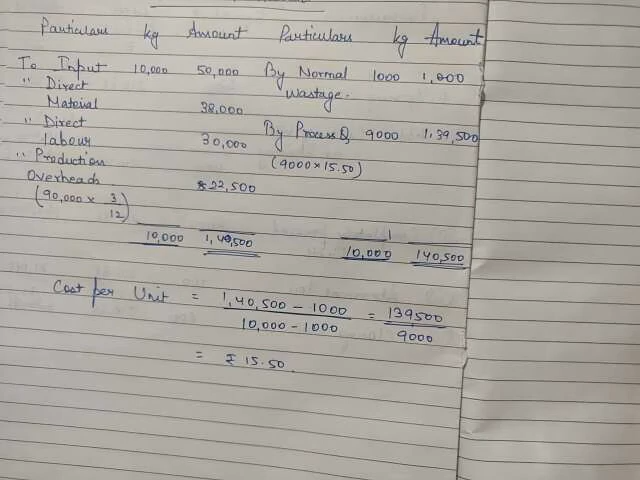 Particulars kg Amount Particulars kg Amount
To Input 10,000 50,000 By Normal 1000 1,000
" Direct Wastage.
Material 38,000
" Direct By Process 9000 1,39,500
labour 30,000 (9000 x 15.50)
" Production
Overheads 22,500
(90,000 x 3/12)
10,000 1,40,500 10,000 140,500
Cost per Unit = 1,40,500 - 1000 / 10,000 - 1000 = 139500 / 9000
= ₹ 15.50.